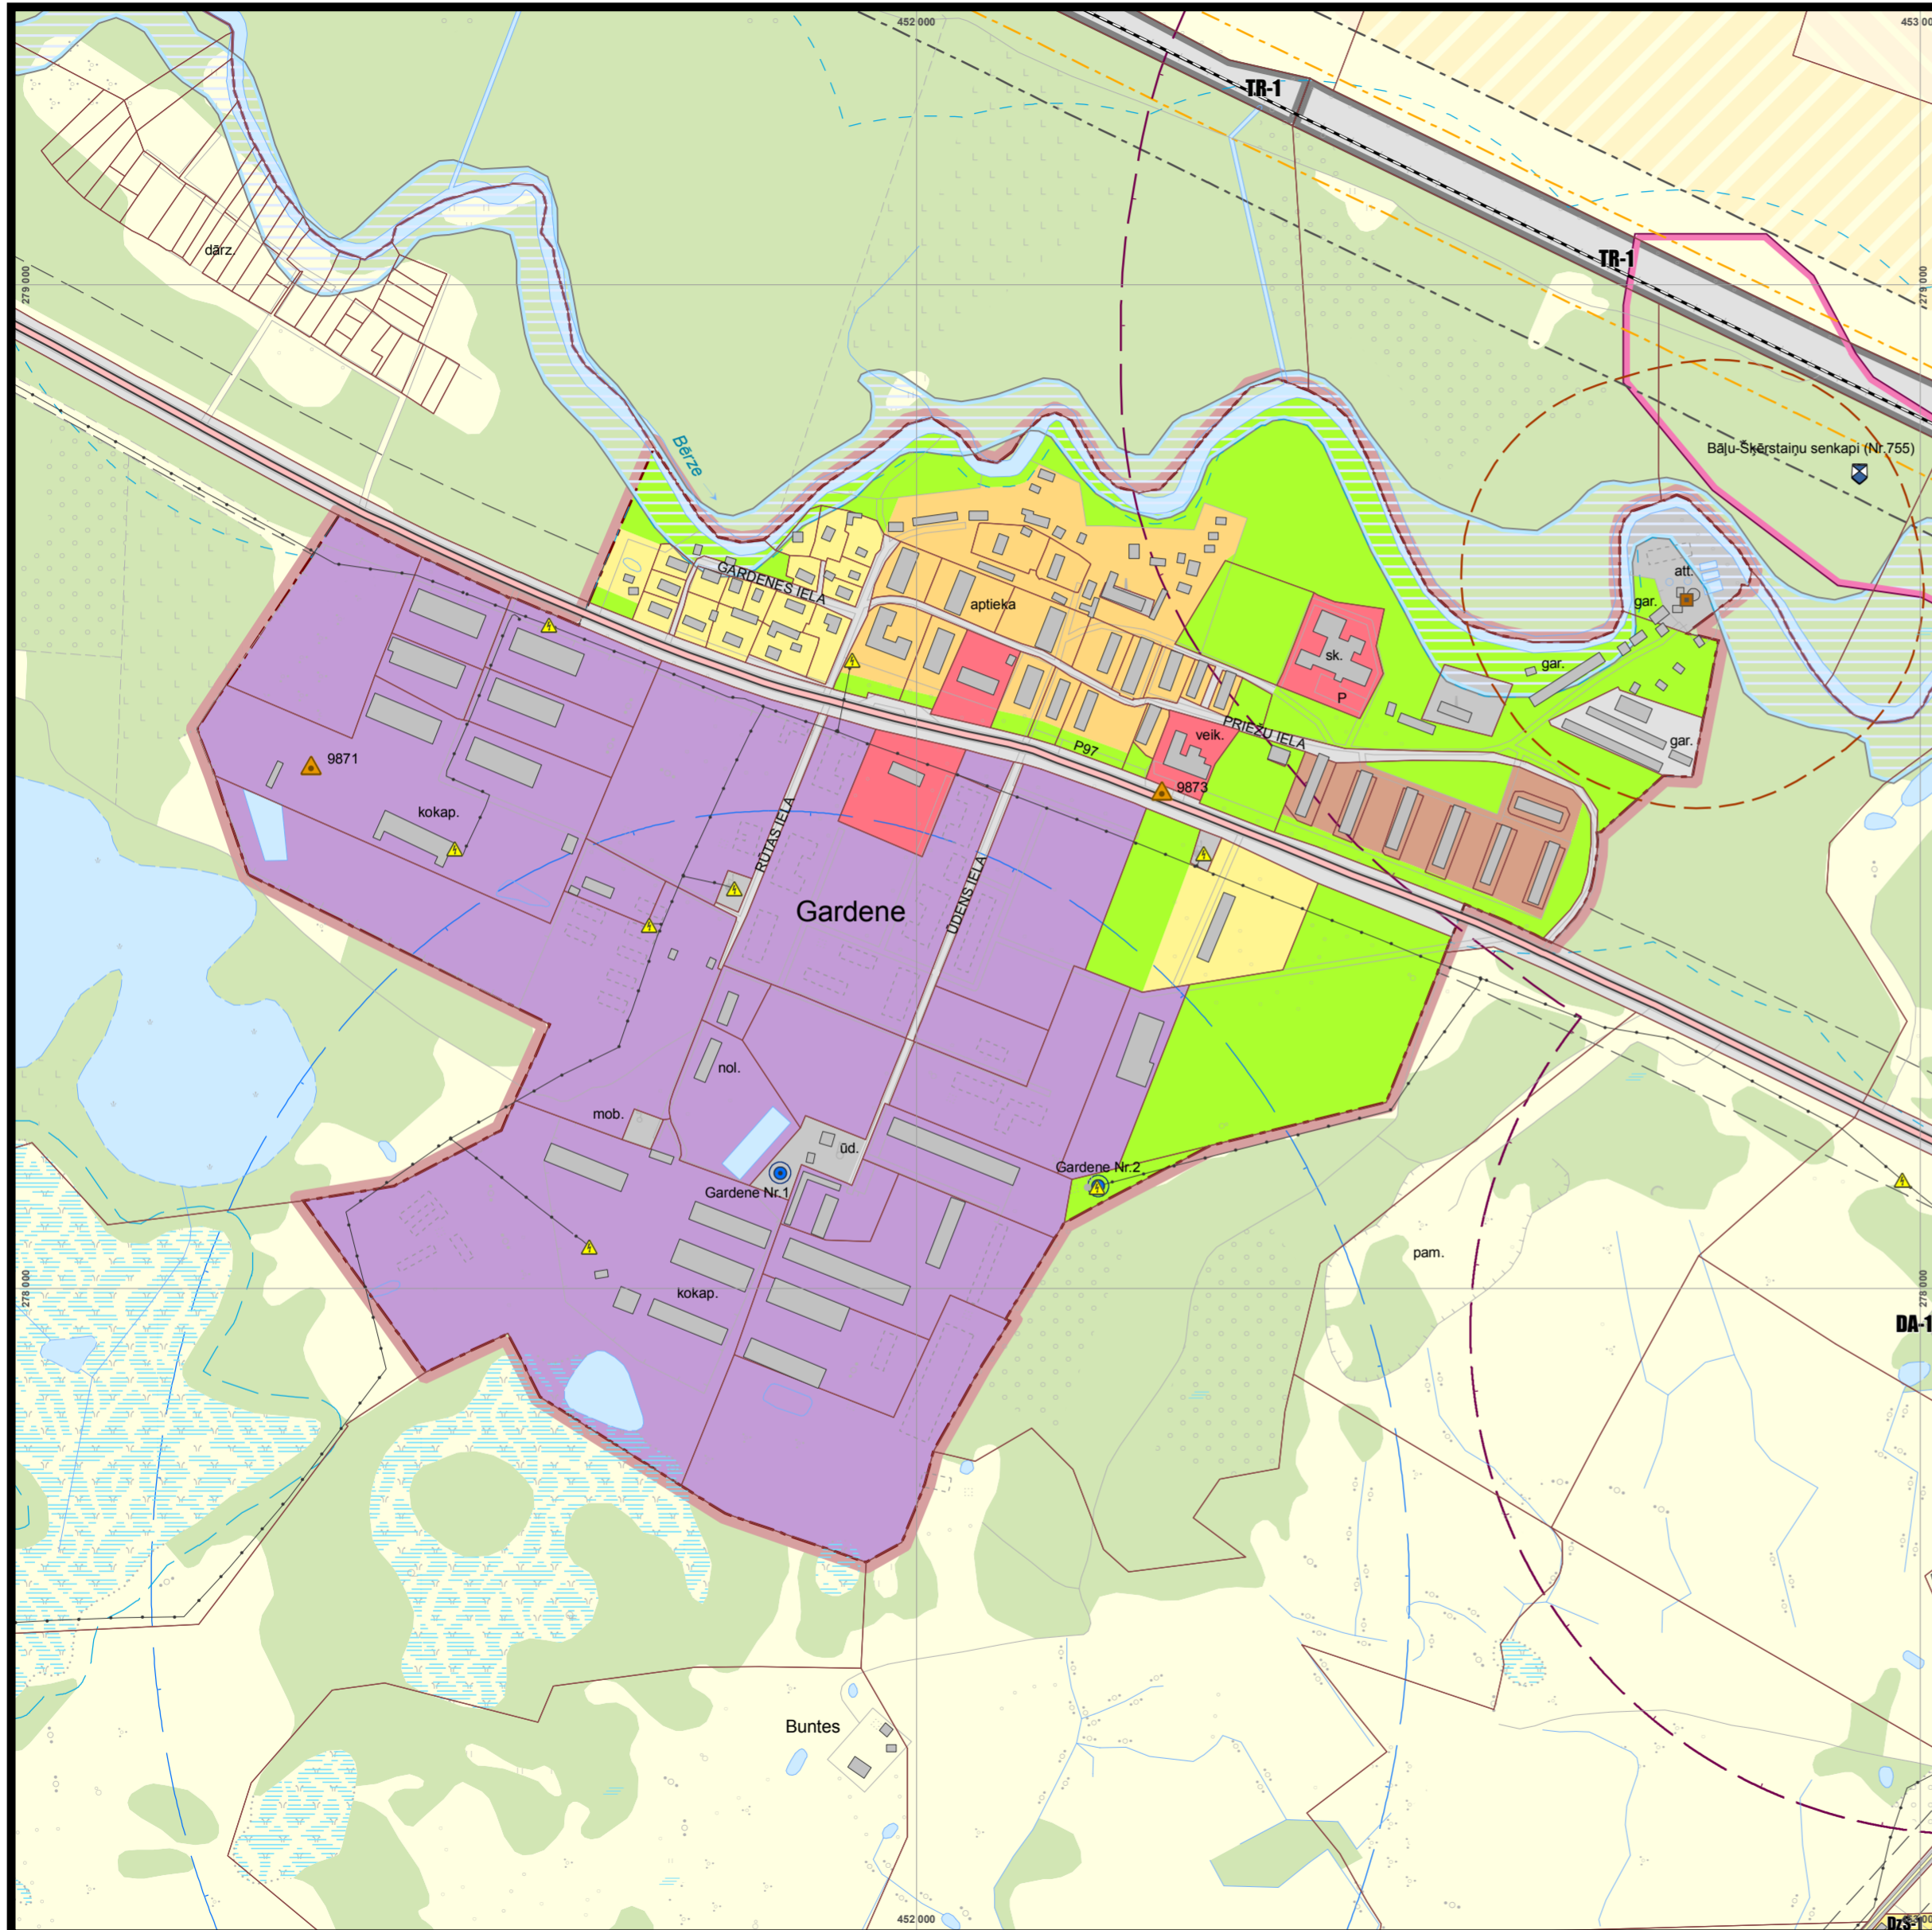 452 000
453 00
TR-1
dārz.
TR-1
279 000
279 000
Bērze
Bāļu-Šķērstaiņu senkapi (Nr.755)
GARDENES IELA
att.
aptieka
gar.
sk.
gar.
P
PRIEŽU IELA
veik.
gar.
P97
9871
9873
kokap.
RŪTAS IELA
Gardene
ŪDENS IELA
nol.
mob.
ūd.
Gardene Nr.2
Gardene Nr.1
pam.
kokap.
278 000
278 000
DA-1
Buntes
452 000
DzS-1